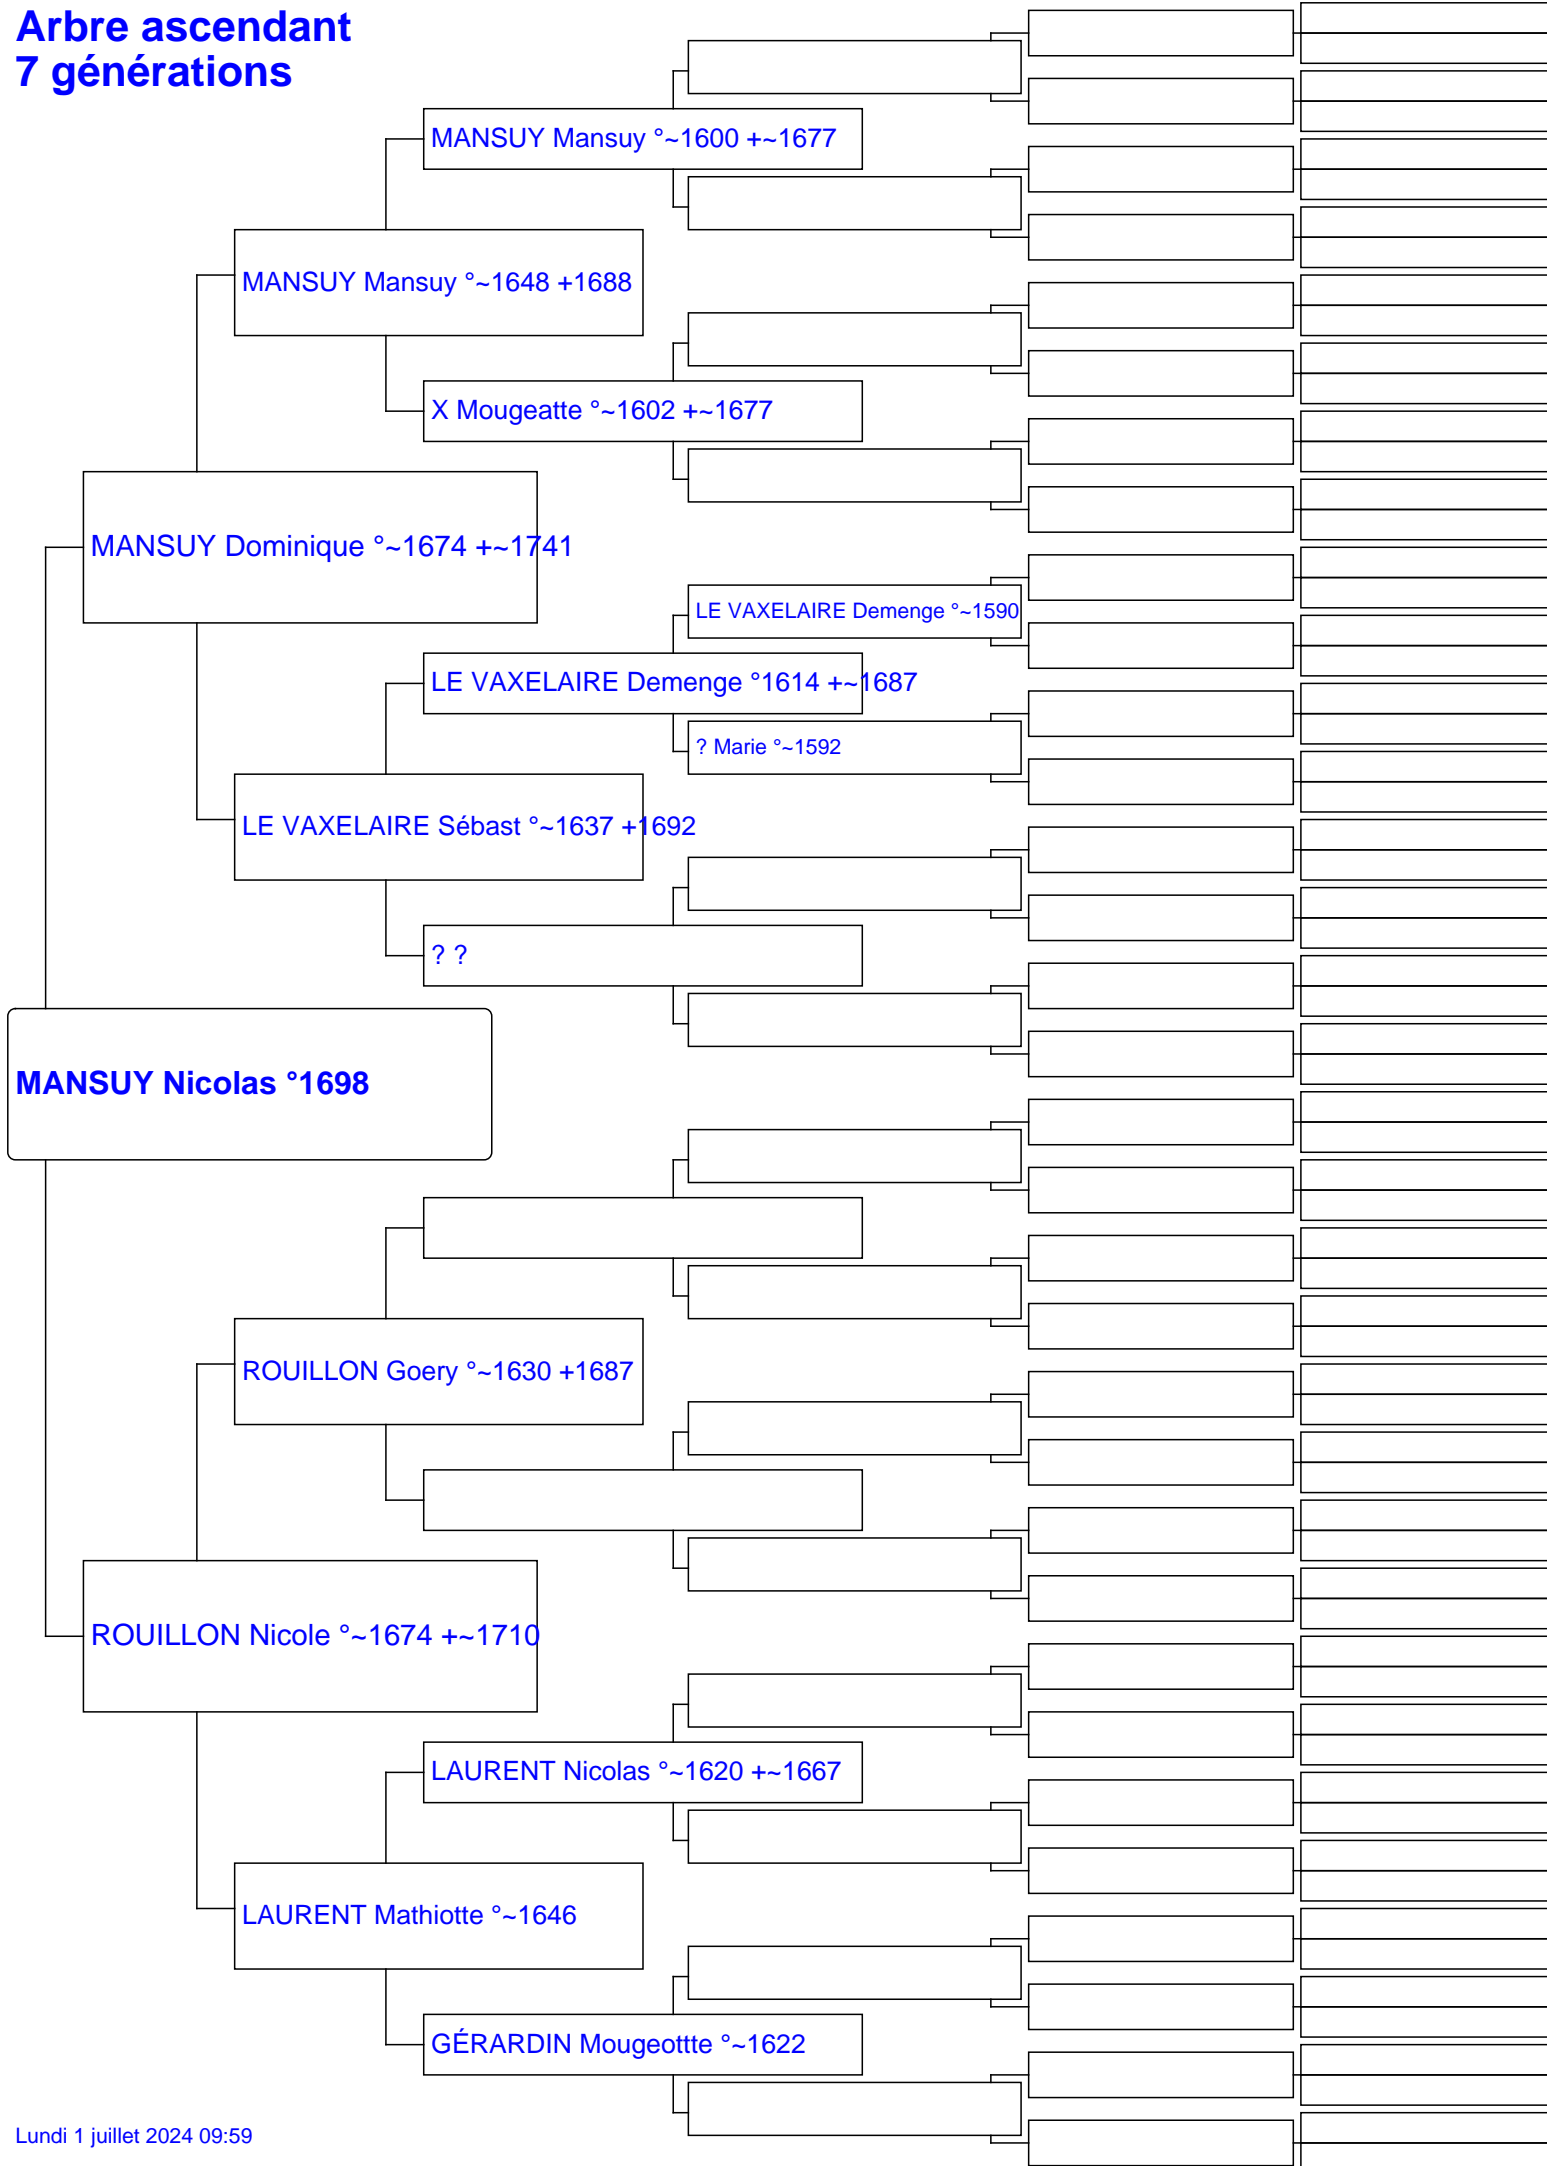 Arbre ascendant
7 générations
MANSUY Mansuy °~1600 +~1677
MANSUY Mansuy °~1648 +1688
X Mougeatte °~1602 +~1677
MANSUY Dominique °~1674 +~1741
LE VAXELAIRE Demenge °~1590
LE VAXELAIRE Demenge °1614 +~1687
? Marie °~1592
LE VAXELAIRE Sébast °~1637 +1692
? ?
MANSUY Nicolas °1698
ROUILLON Goery °~1630 +1687
ROUILLON Nicole °~1674 +~1710
LAURENT Nicolas °~1620 +~1667
LAURENT Mathiotte °~1646
GÉRARDIN Mougeottte °~1622
Lundi 1 juillet 2024 09:59